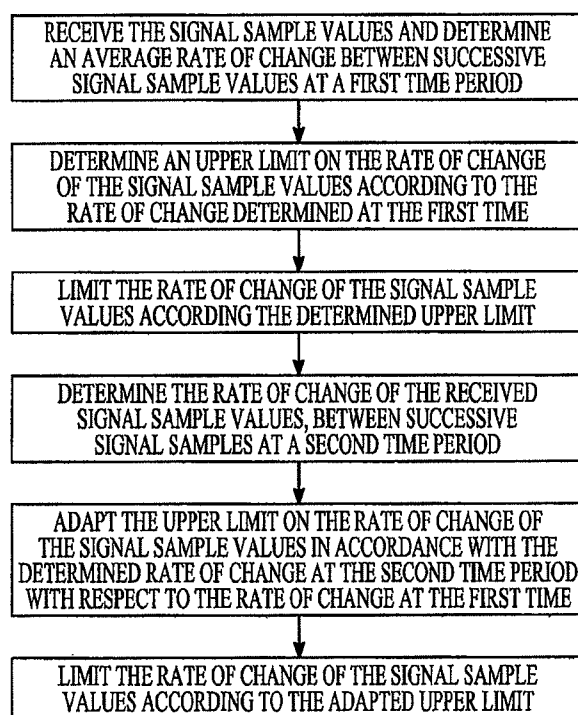 RECEIVE THE SIGNAL SAMPLE VALUES AND DETERMINE
AN AVERAGE RATE OF CHANGE BETWEEN SUCCESSIVE
SIGNAL SAMPLE VALUES AT A FIRST TIME PERIOD
DETERMINE AN UPPER LIMIT ON THE RATE OF CHANGE
OF THE SIGNAL SAMPLE VALUES ACCORDING TO THE
RATE OF CHANGE DETERMINED AT THE FIRST TIME
LIMIT THE RATE OF CHANGE OF THE SIGNAL SAMPLE
VALUES ACCORDING THE DETERMINED UPPER LIMIT
DETERMINE THE RATE OF CHANGE OF THE RECEIVED
SIGNAL SAMPLE VALUES, BETWEEN SUCCESSIVE
SIGNAL SAMPLES AT A SECOND TIME PERIOD
ADAPT THE UPPER LIMIT ON THE RATE OF CHANGE OF
THE SIGNAL SAMPLE VALUES IN ACCORDANCE WITH THE
DETERMINED RATE OF CHANGE AT THE SECOND TIME PERIOD
WITH RESPECT TO THE RATE OF CHANGE AT THE FIRST TIME
LIMIT THE RATE OF CHANGE OF THE SIGNAL SAMPLE
VALUES ACCORDING TO THE ADAPTED UPPER LIMIT